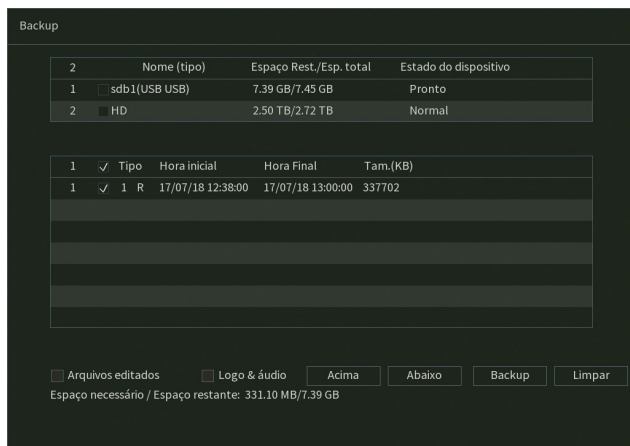 Backup
2 Nome (tipo) Espaço Rest./Esp. total Estado do dispositivo
1 sdb1(USB USB) 7.39 GB/7.45 GB Pronto
2 HD 2.50 TB/2.72 TB Normal
1 Tipo Hora inicial Hora Final Tam.(KB)
1 1 R 17/07/18 12:38:00 17/07/18 13:00:00 337702
Arquivos editados Logo & áudio Acima Abaixo Backup Limpar
Espaço necessário / Espaço restante: 331.10 MB/7.39 GB